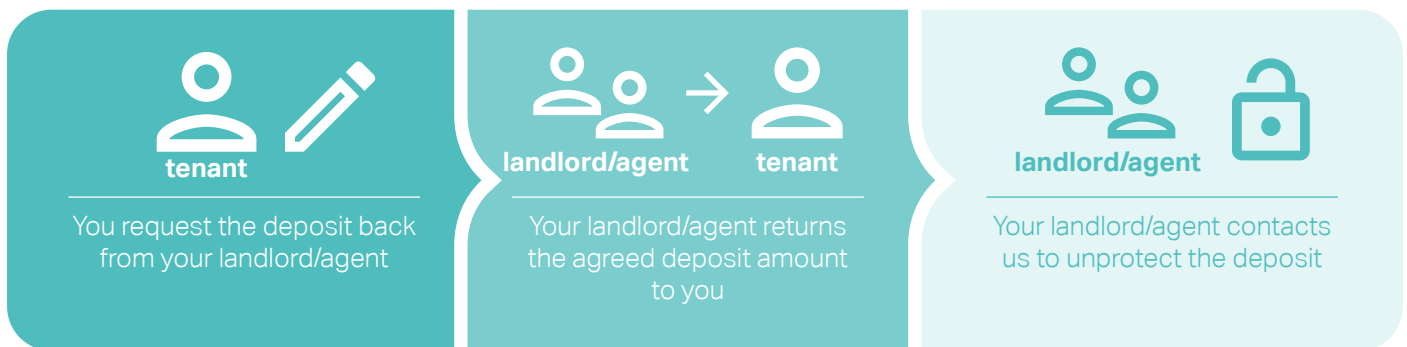 tenant
You request the deposit back
from your landlord/agent
landlord/agent
tenant
Your landlord/agent returns
the agreed deposit amount
to you
landlord/agent
Your landlord/agent contacts
us to unprotect the deposit